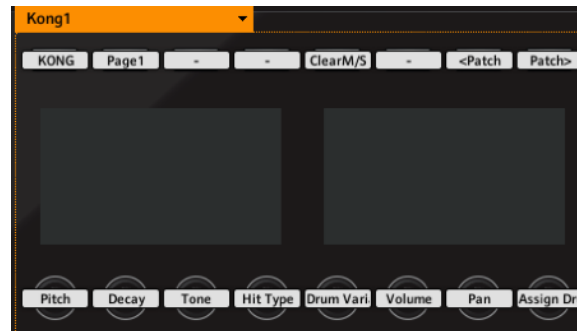 Kong1
KONG Page1 - - ClearM/S - <Patch Patch>
Pitch Decay Tone Hit Type Drum Vari. Volume Pan Assign Dr